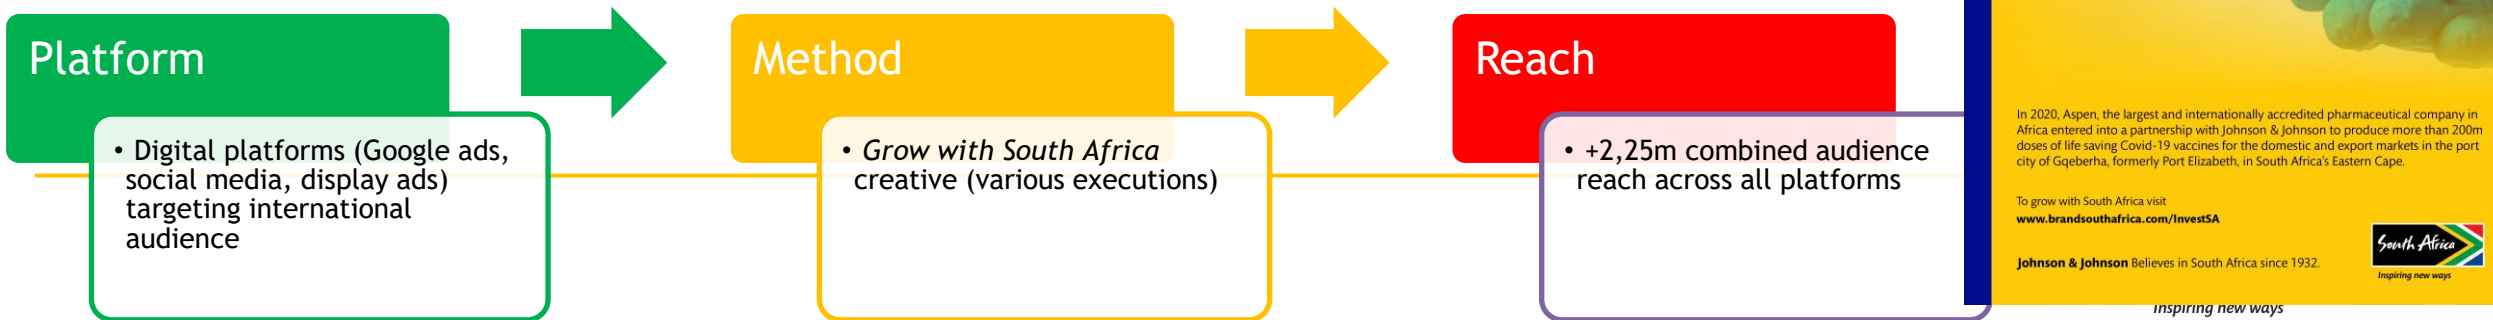 Platform
• Digital platforms (Google ads,
social media, display ads)
targeting international
audience
Method
• Grow with South Africa
creative (various executions)
Reach
• +2,25m combined audience
reach across all platforms
In 2020, Aspen, the largest and internationally accredited pharmaceutical company in
Africa entered into a partnership with Johnson & Johnson to produce more than 200m
doses of life saving Covid-19 vaccines for the domestic and export markets in the port
city of Gqeberha, formerly Port Elizabeth, in South Africa's Eastern Cape.
To grow with South Africa visit
www.brandsouthafrica.com/InvestSA
Johnson & Johnson Believes in South Africa since 1932.
South Africa
Inspiring new ways
Inspiring new ways